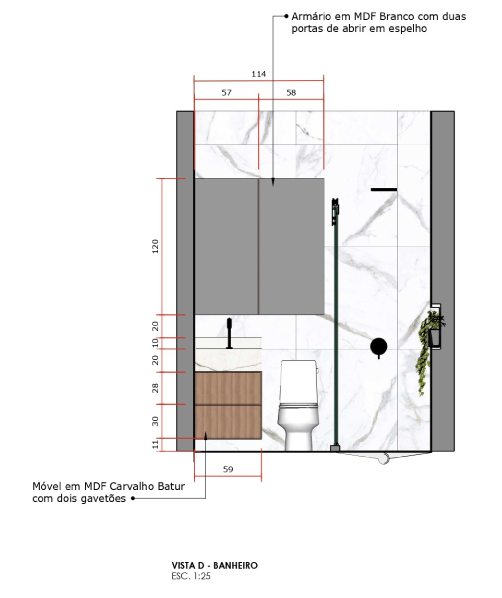 Armário em MDF Branco com duas
portas de abrir em espelho
114
57
58
120
20
10
20
28
30
11
59
Móvel em MDF Carvalho Batur
com dois gavetões
VISTA D - BANHEIRO
ESC. 1:25